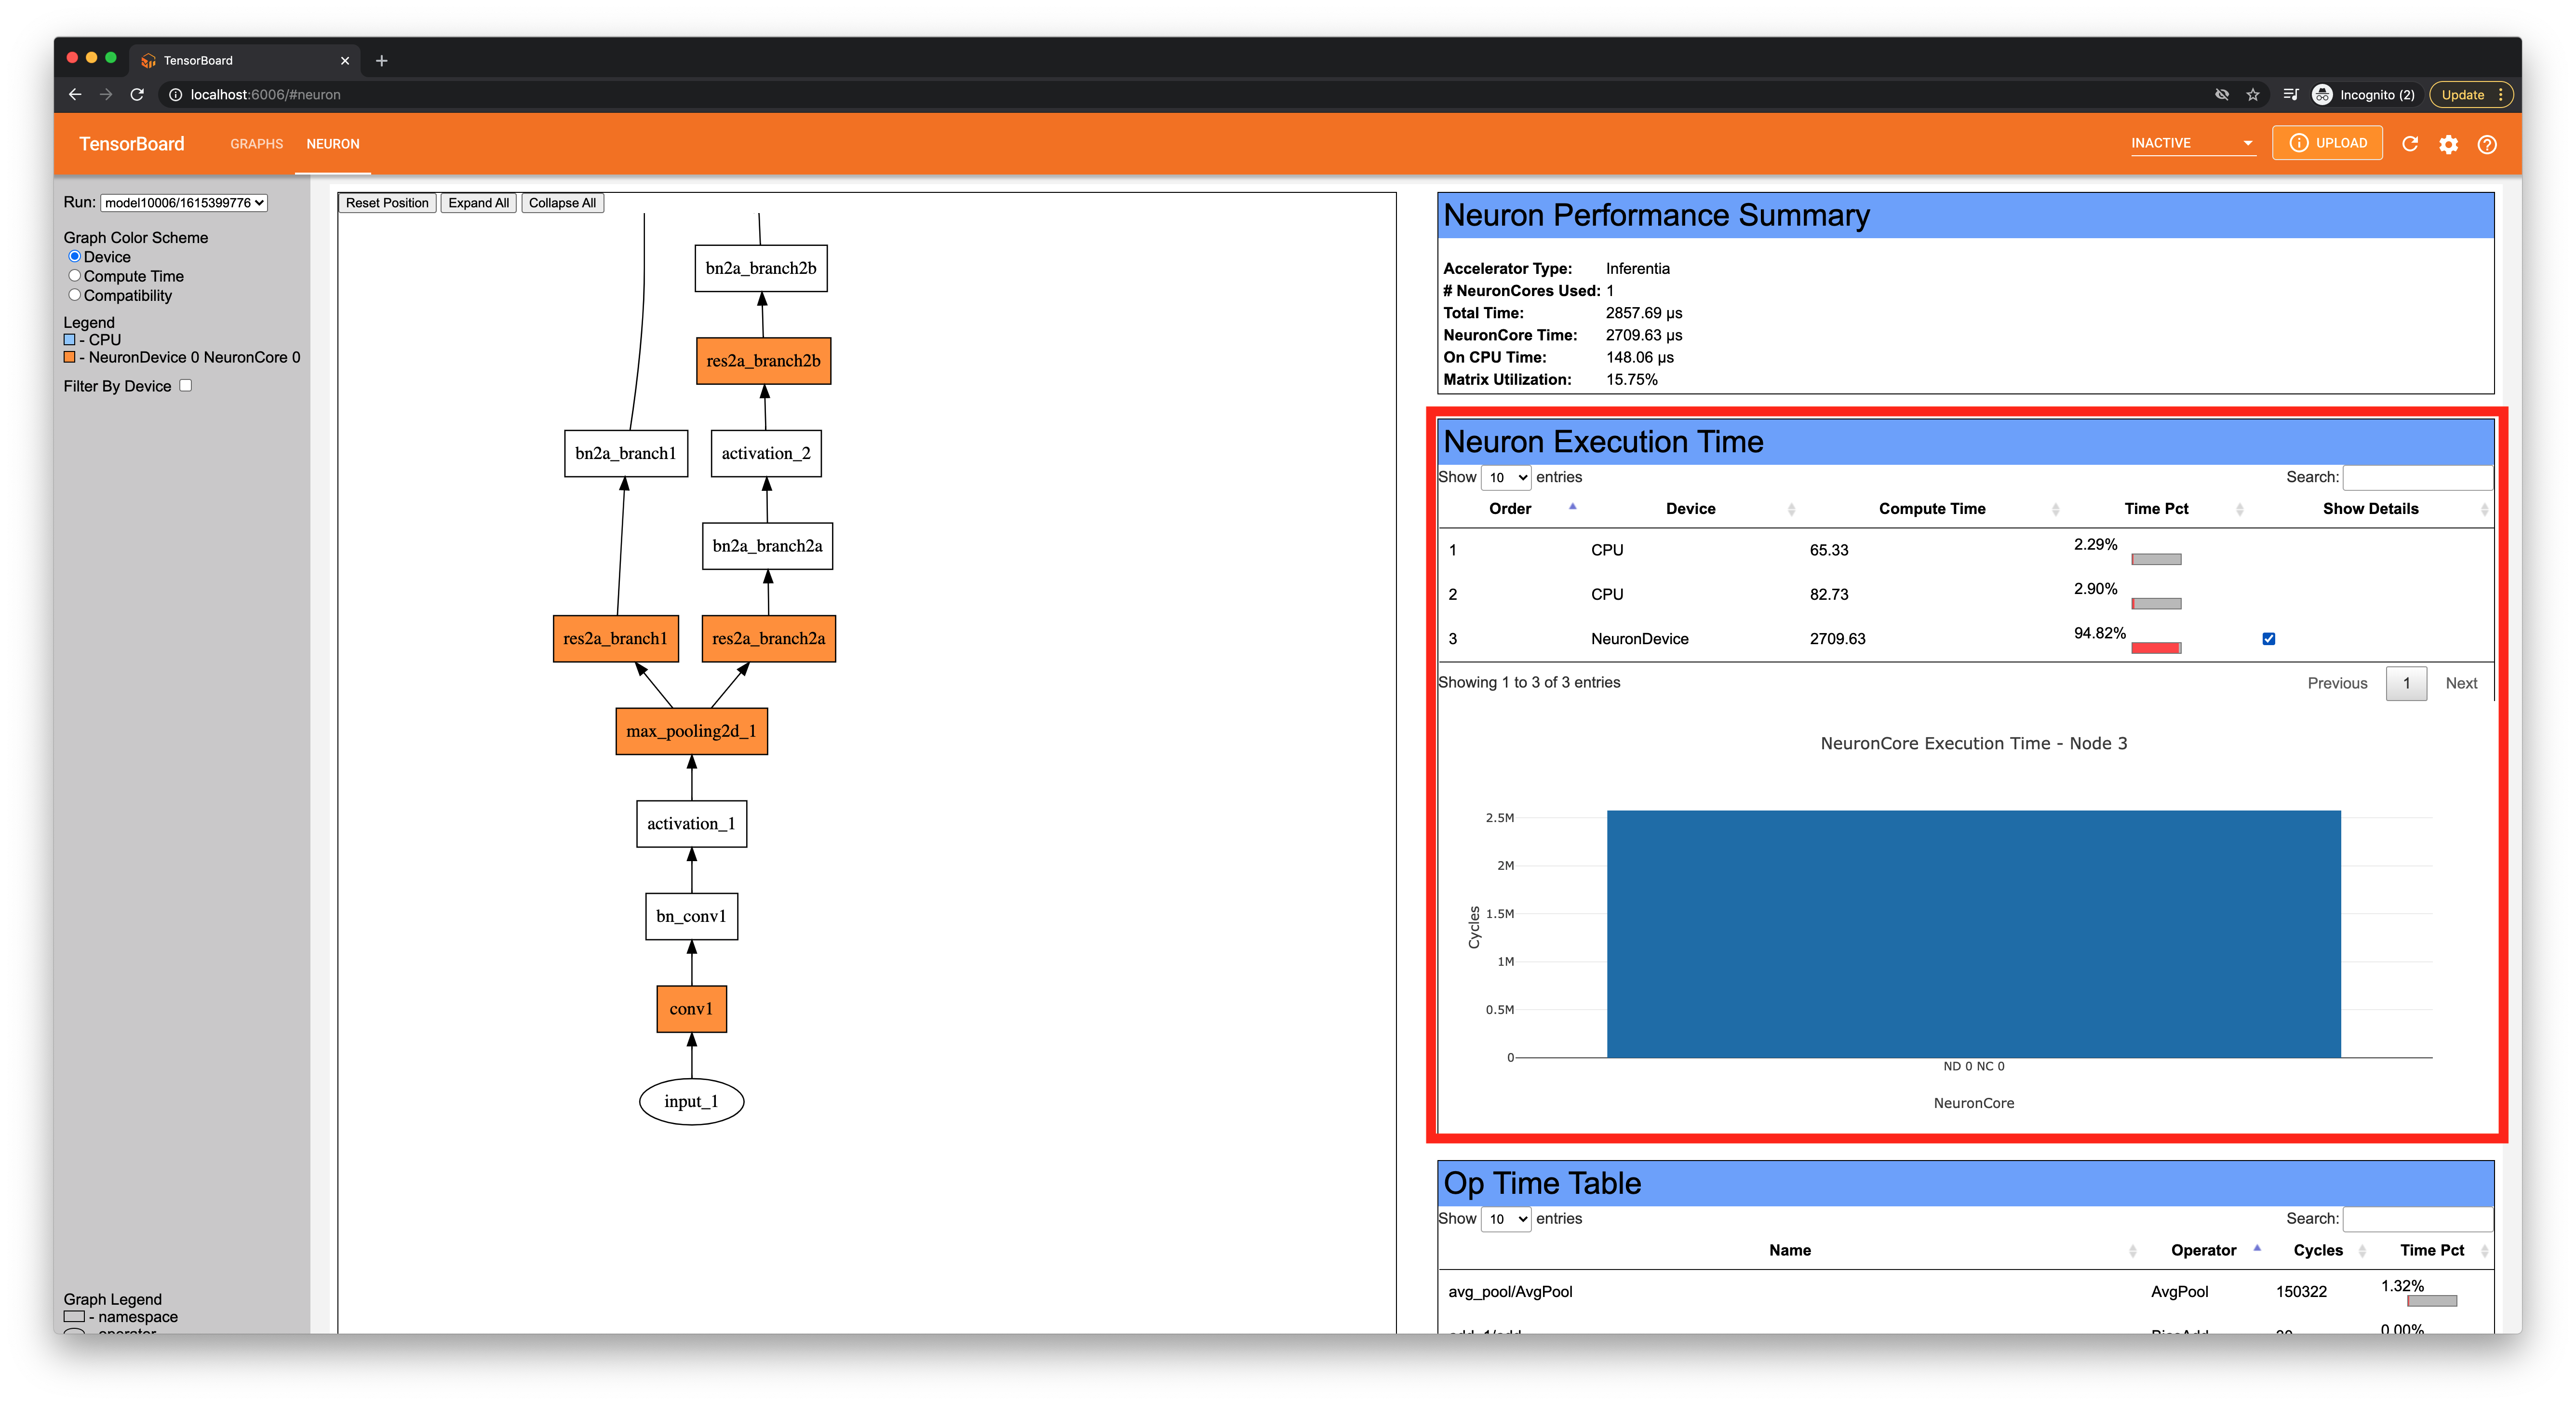 TensorBoard
localhost:6006/#neuron
Incognito (2)
Update
TensorBoard
GRAPHS
NEURON
INACTIVE
UPLOAD
Run: model10006/1615399776
Graph Color Scheme
Device
Compute Time
Compatibility
Legend
- CPU
- NeuronDevice 0 NeuronCore 0
Filter By Device
Graph Legend
- namespace
- operator
Reset Position Expand All Collapse All
bn2a_branch2b
res2a_branch2b
bn2a_branch1
activation_2
bn2a_branch2a
res2a_branch1
res2a_branch2a
max_pooling2d_1
activation_1
bn_conv1
conv1
input_1
Neuron Performance Summary
Accelerator Type: Inferentia
# NeuronCores Used: 1
Total Time: 2857.69 µs
NeuronCore Time: 2709.63 µs
On CPU Time: 148.06 µs
Matrix Utilization: 15.75%
Neuron Execution Time
Show 10 entries Search:
Order Device Compute Time Time Pct Show Details
1 CPU 65.33 2.29%
2 CPU 82.73 2.90%
3 NeuronDevice 2709.63 94.82%
Showing 1 to 3 of 3 entries Previous 1 Next
NeuronCore Execution Time - Node 3
2.5M
2M
1.5M
1M
0.5M
0
Cycles
ND 0 NC 0
NeuronCore
Op Time Table
Show 10 entries Search:
Name Operator Cycles Time Pct
avg_pool/AvgPool AvgPool 150322 1.32%
0.00%